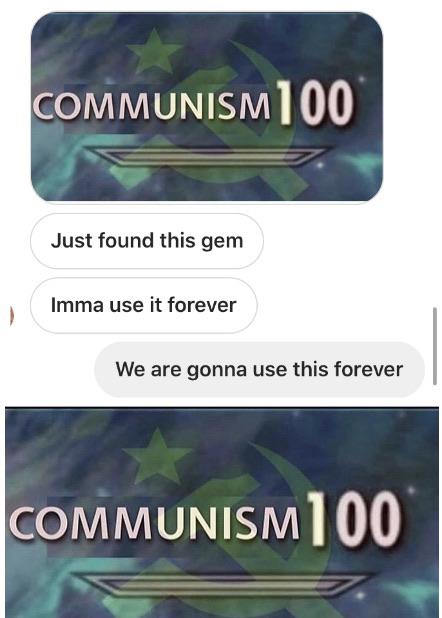 COMMUNISM 100
Just found this gem
Imma use it forever
We are gonna use this forever
COMMUNISM 100